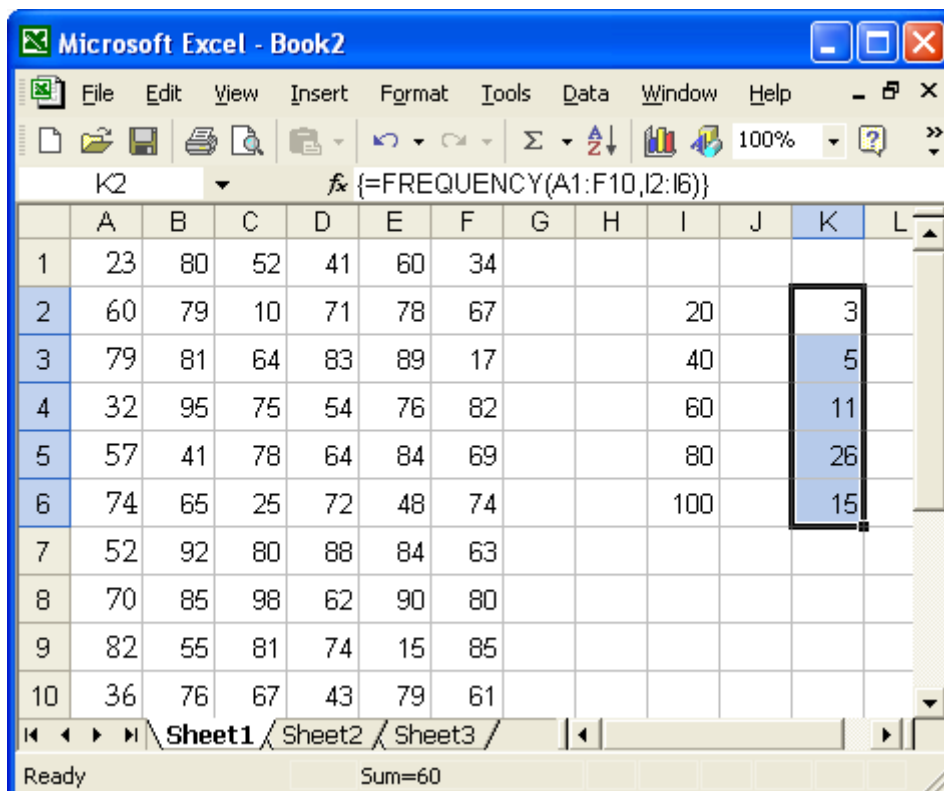 Microsoft Excel - Book2
File Edit View Insert Format Tools Data Window Help
Σ A Z 100% ?
K2 fx {=FREQUENCY(A1:F10,I2:I6)}
A B C D E F G H I J K L
1 23 80 52 41 60 34
2 60 79 10 71 78 67 20 3
3 79 81 64 83 89 17 40 5
4 32 95 75 54 76 82 60 11
5 57 41 78 64 84 69 80 26
6 74 65 25 72 48 74 100 15
7 52 92 80 88 84 63
8 70 85 98 62 90 80
9 82 55 81 74 15 85
10 36 76 67 43 79 61
Sheet1 Sheet2 Sheet3
Ready Sum=60